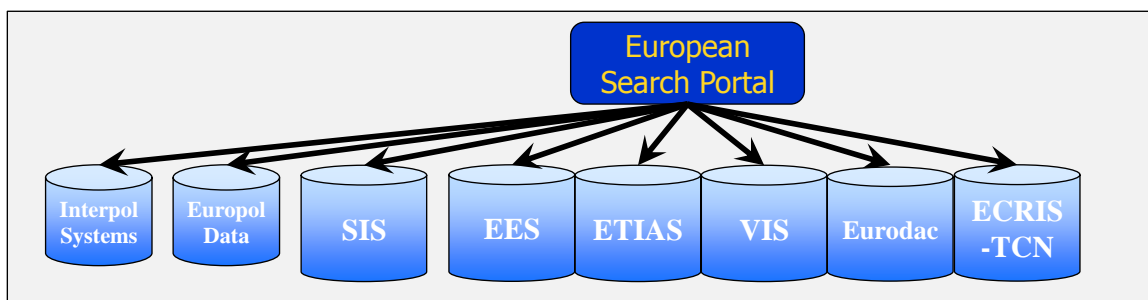 European
Search Portal
Interpol
Systems
Europol
Data
SIS
EES
ETIAS
VIS
Eurodac
ECRIS
-TCN